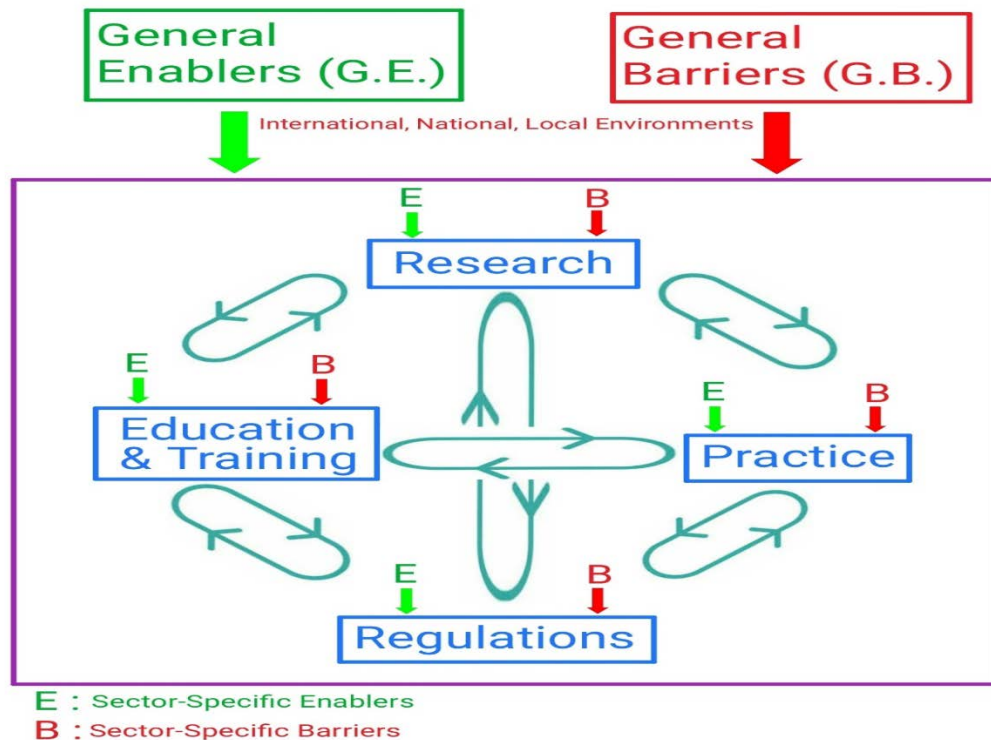 General
Enablers (G.E.)
General
Barriers (G.B.)
International, National, Local Environments
E
B
Research
E
B
Education
& Training
E
B
Practice
E
B
Regulations
E : Sector-Specific Enablers
B : Sector-Specific Barriers